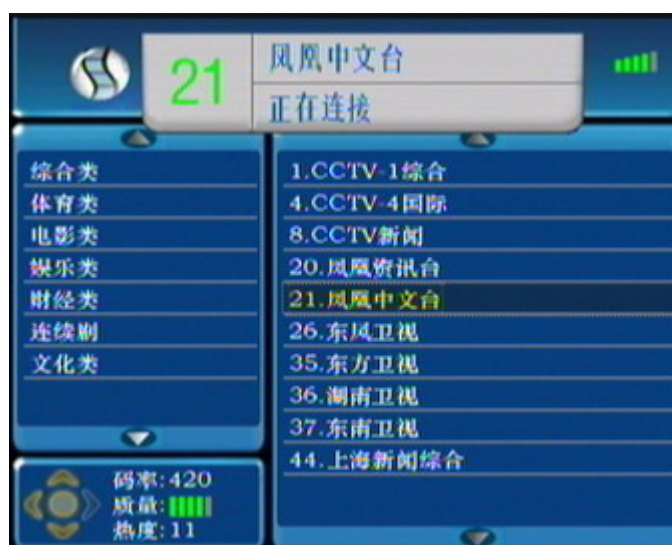 21
凤凰中文台
正在连接
综合类
体育类
电影类
娱乐类
财经类
连续剧
文化类
1.CCTV-1综合
4.CCTV-4国际
8.CCTV新闻
20.凤凰资讯台
21.凤凰中文台
26.东风卫视
35.东方卫视
36.湖南卫视
37.东南卫视
44.上海新闻综合
码率:420
质量:
热度:11